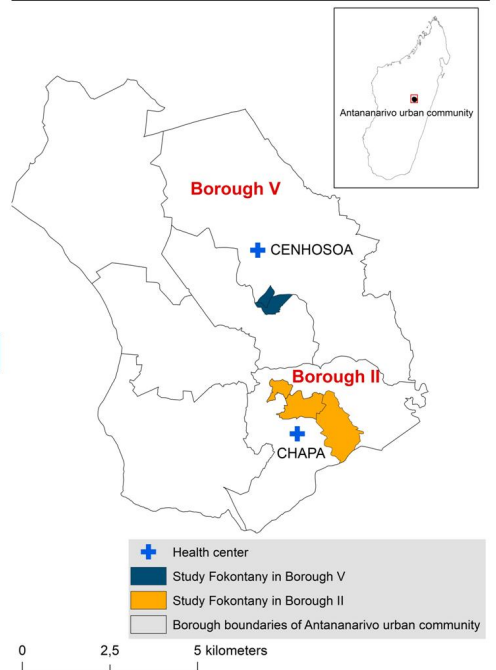 Antananarivo urban community
Borough V
CENHOSOA
Borough II
CHAPA
Health center
Study Fokontany in Borough V
Study Fokontany in Borough II
Borough boundaries of Antananarivo urban community
0 2,5 5 kilometers